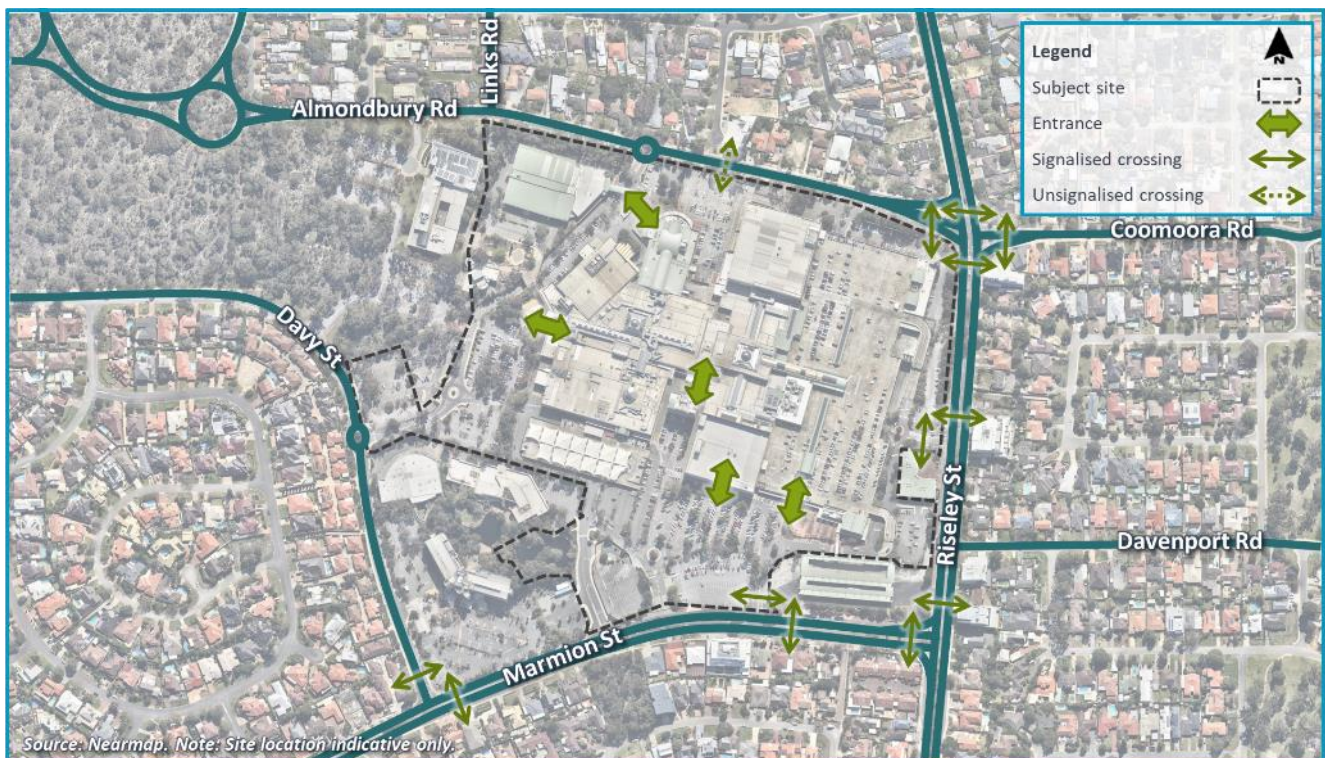 Links Rd
Almondbury Rd
Legend
N
Subject site
Entrance
Signalised crossing
Unsignalised crossing
Coomoora Rd
Davy St
Riseley St
Davenport Rd
Marmion St
Source: Nearmap. Note: Site location indicative only.